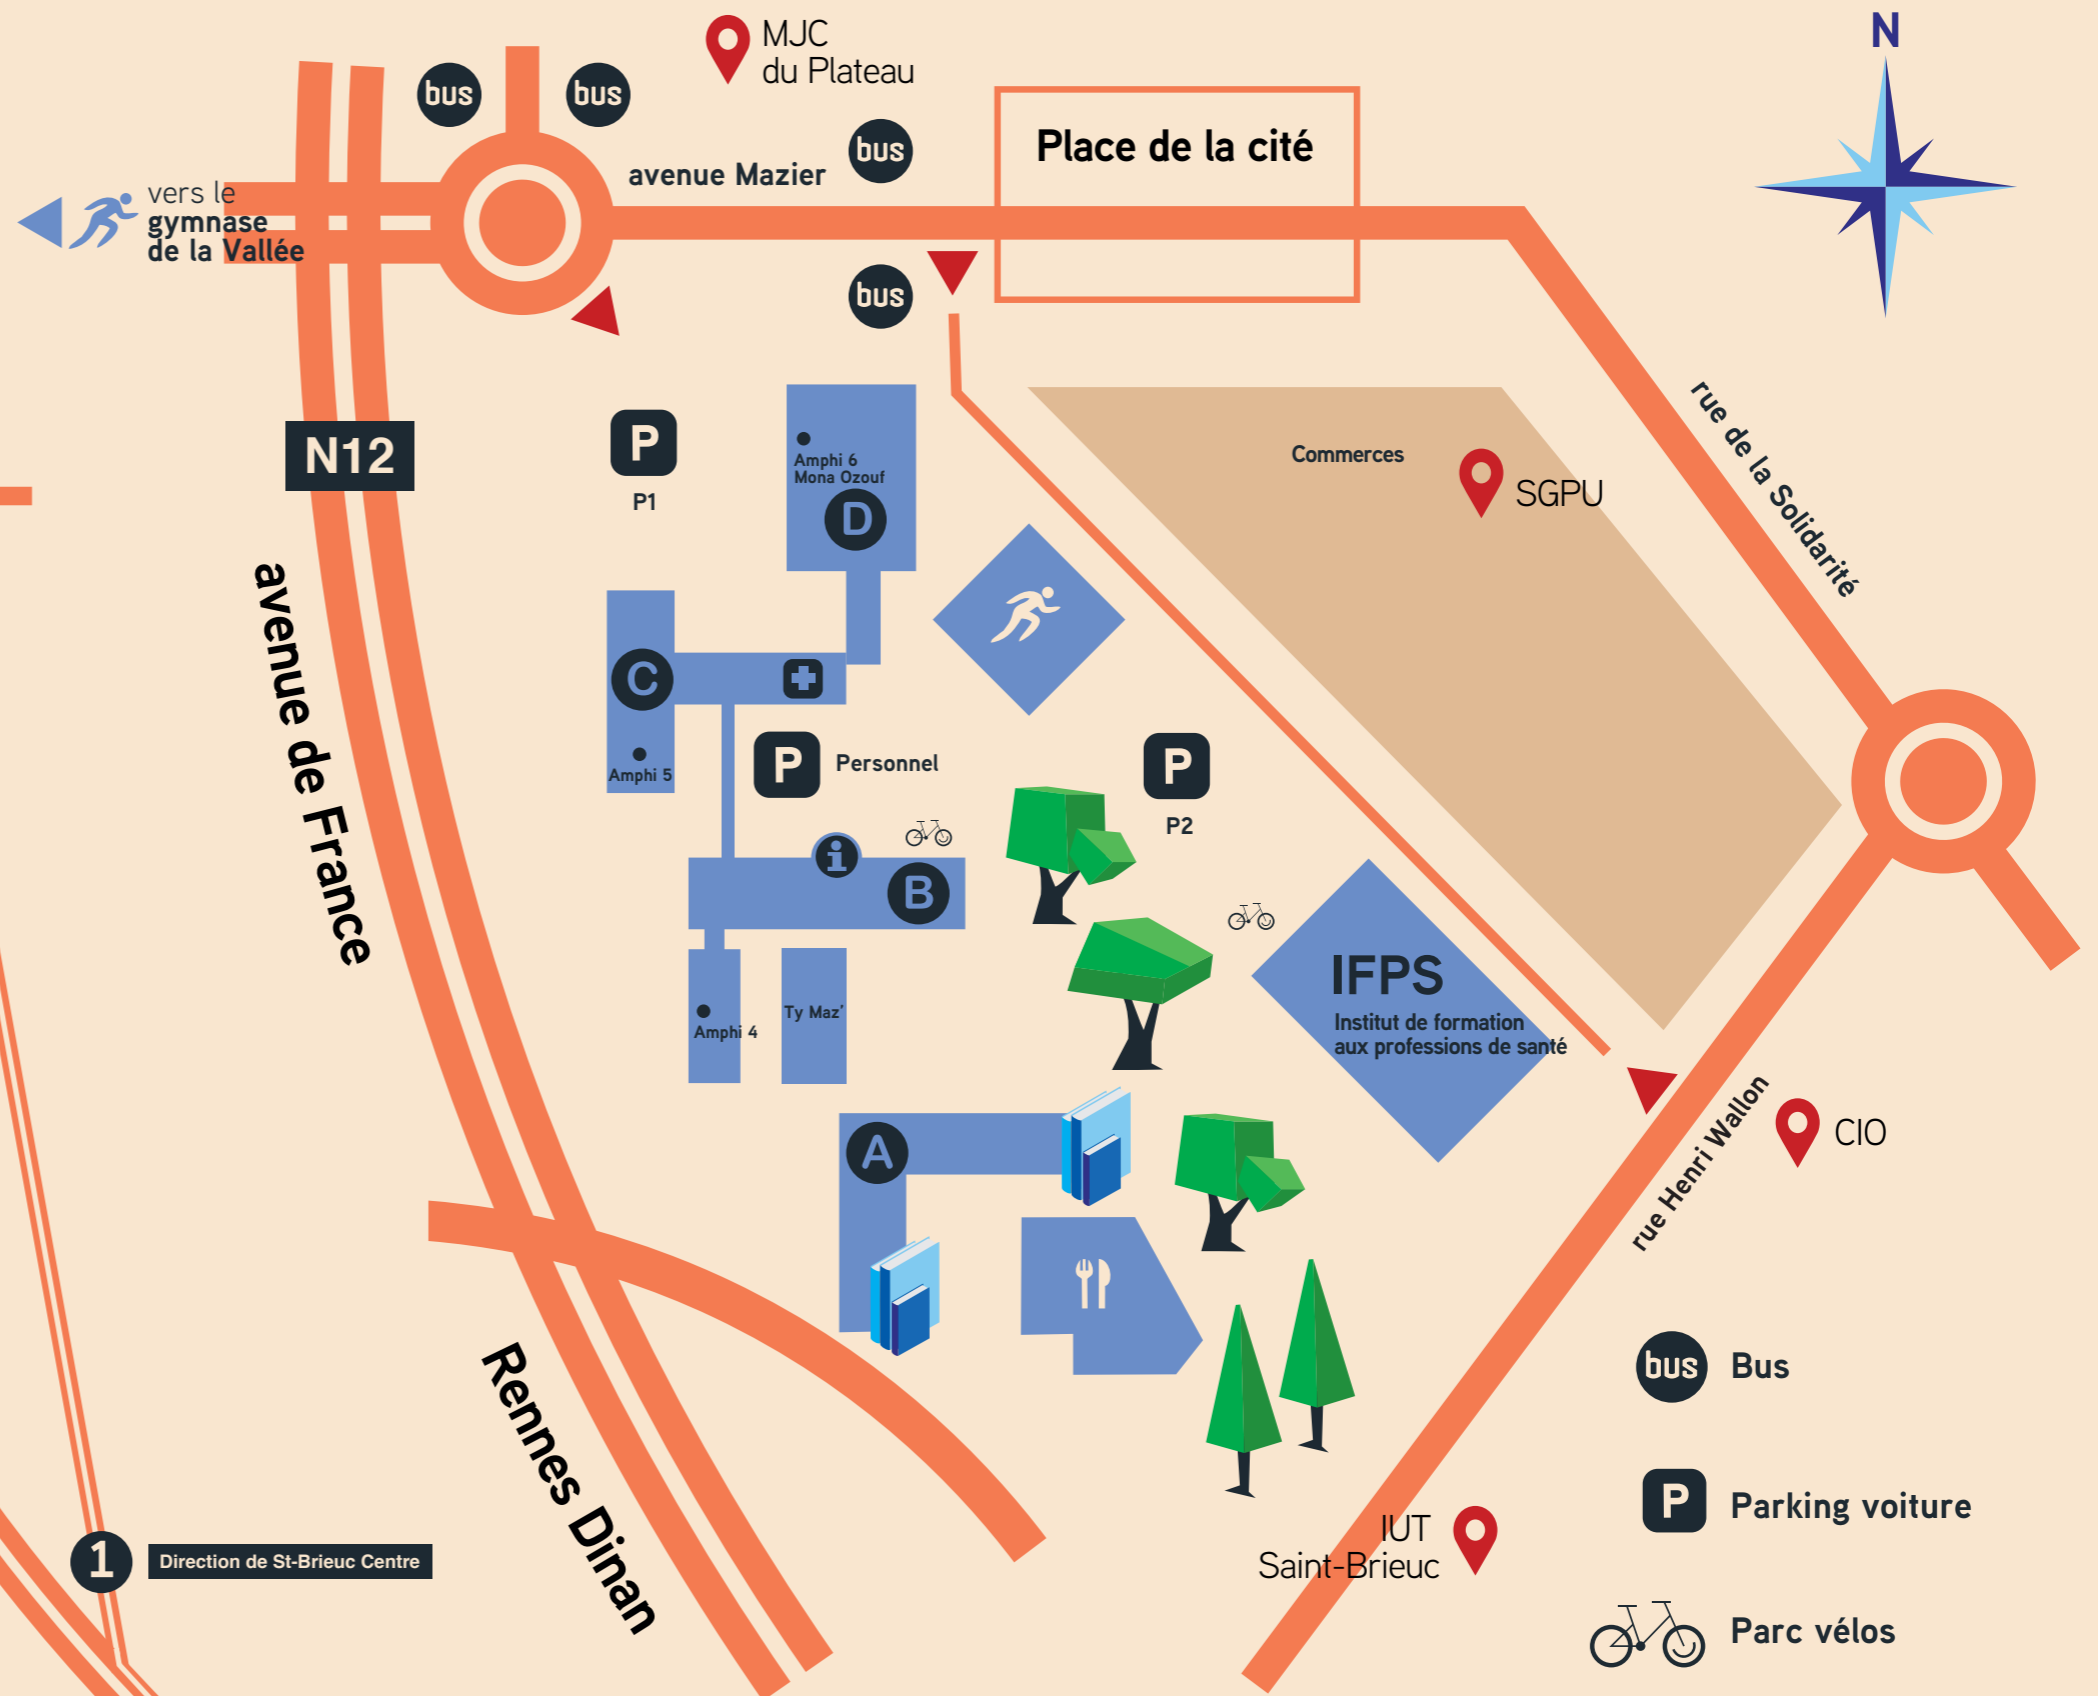 MJC
du Plateau
N
bus
bus
bus
Place de la cité
avenue Mazier
vers le
gymnase
de la Vallée
bus
rue de la Solidarité
N12
P
P1
Amphi 6
Mona Ozouf
D
Commerces
SGPU
avenue de France
C
Amphi 5
P
Personnel
P
P2
i
B
IFPS
Institut de formation
aux professions de santé
Amphi 4
Ty Maz'
A
rue Henri Wallon
CIO
Rennes Dinan
bus
Bus
P
Parking voiture
IUT
Saint-Brieuc
1
Direction de St-Brieuc Centre
Parc vélos